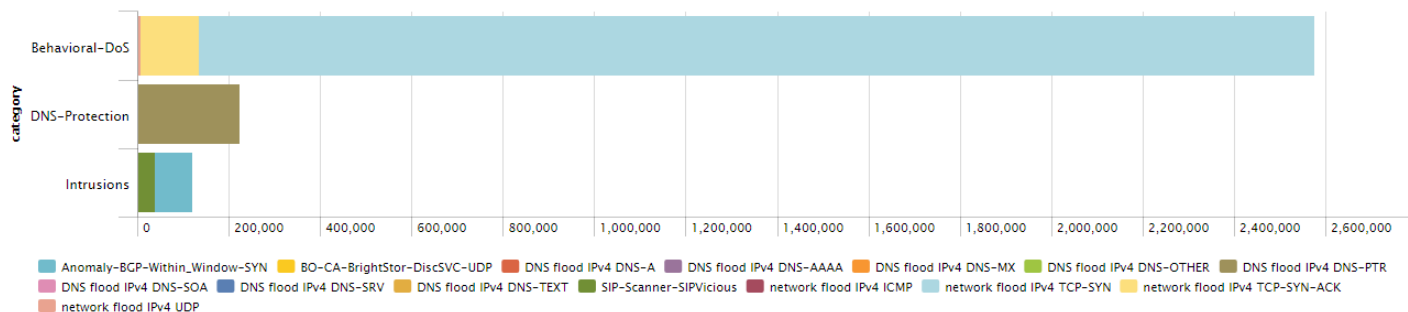 category
Behavioral-DoS
DNS-Protection
Intrusions
0 200,000 400,000 600,000 800,000 1,000,000 1,200,000 1,400,000 1,600,000 1,800,000 2,000,000 2,200,000 2,400,000 2,600,000
Anomaly-BGP-Within_Window-SYN BO-CA-BrightStor-DiscSVC-UDP DNS flood IPv4 DNS-A DNS flood IPv4 DNS-AAAA DNS flood IPv4 DNS-MX DNS flood IPv4 DNS-OTHER DNS flood IPv4 DNS-PTR
DNS flood IPv4 DNS-SOA DNS flood IPv4 DNS-SRV DNS flood IPv4 DNS-TEXT SIP-Scanner-SIPVicious network flood IPv4 ICMP network flood IPv4 TCP-SYN network flood IPv4 TCP-SYN-ACK
network flood IPv4 UDP